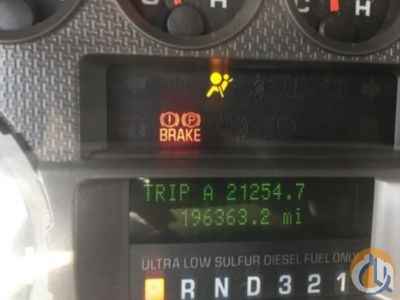 H
C H
BRAKE
TRIP A 21254.7
196363.2 mi
ULTRA LOW SULFUR DIESEL FUEL ONLY
P R N D 3 2 1